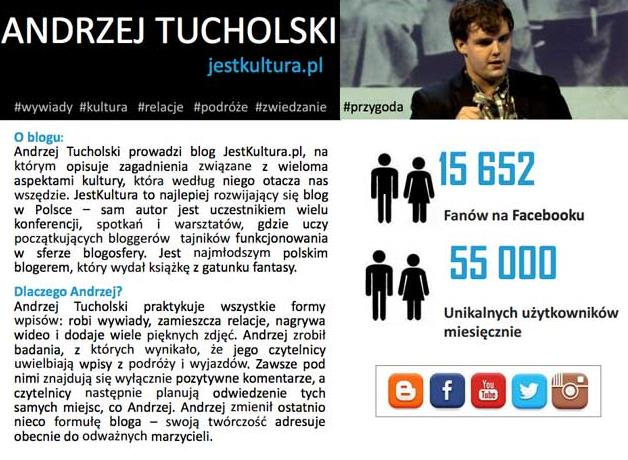 ANDRZEJ TUCHOLSKI
jestkultura.pl
#wywiady #kultura #relacje #podróże #zwiedzanie #przygoda
O blogu:
Andrzej Tucholski prowadzi blog JestKultura.pl, na
którym opisuje zagadnienia związane z wieloma
aspektami kultury, która według niego otacza nas
wszędzie. JestKultura to najlepiej rozwijający się blog
w Polsce – sam autor jest uczestnikiem wielu
konferencji, spotkań i warsztatów, gdzie uczy
początkujących bloggerów tajników funkcjonowania
w sferze blogosfery. Jest najmłodszym polskim
blogerem, który wydał książkę z gatunku fantasy.
Dlaczego Andrzej?
Andrzej Tucholski praktykuje wszystkie formy
wpisów: robi wywiady, zamieszcza relacje, nagrywa
wideo i dodaje wiele pięknych zdjęć. Andrzej zrobił
badania, z których wynikało, że jego czytelnicy
uwielbiają wpisy z podróży i wyjazdów. Zawsze pod
nimi znajdują się wyłącznie pozytywne komentarze, a
czytelnicy następnie planują odwiedzenie tych
samych miejsc, co Andrzej. Andrzej zmienił ostatnio
nieco formułę bloga – swoją twórczość adresuje
obecnie do odważnych marzycieli.
15 652
Fanów na Facebooku
55 000
Unikalnych użytkowników
miesięcznie
You
Tube